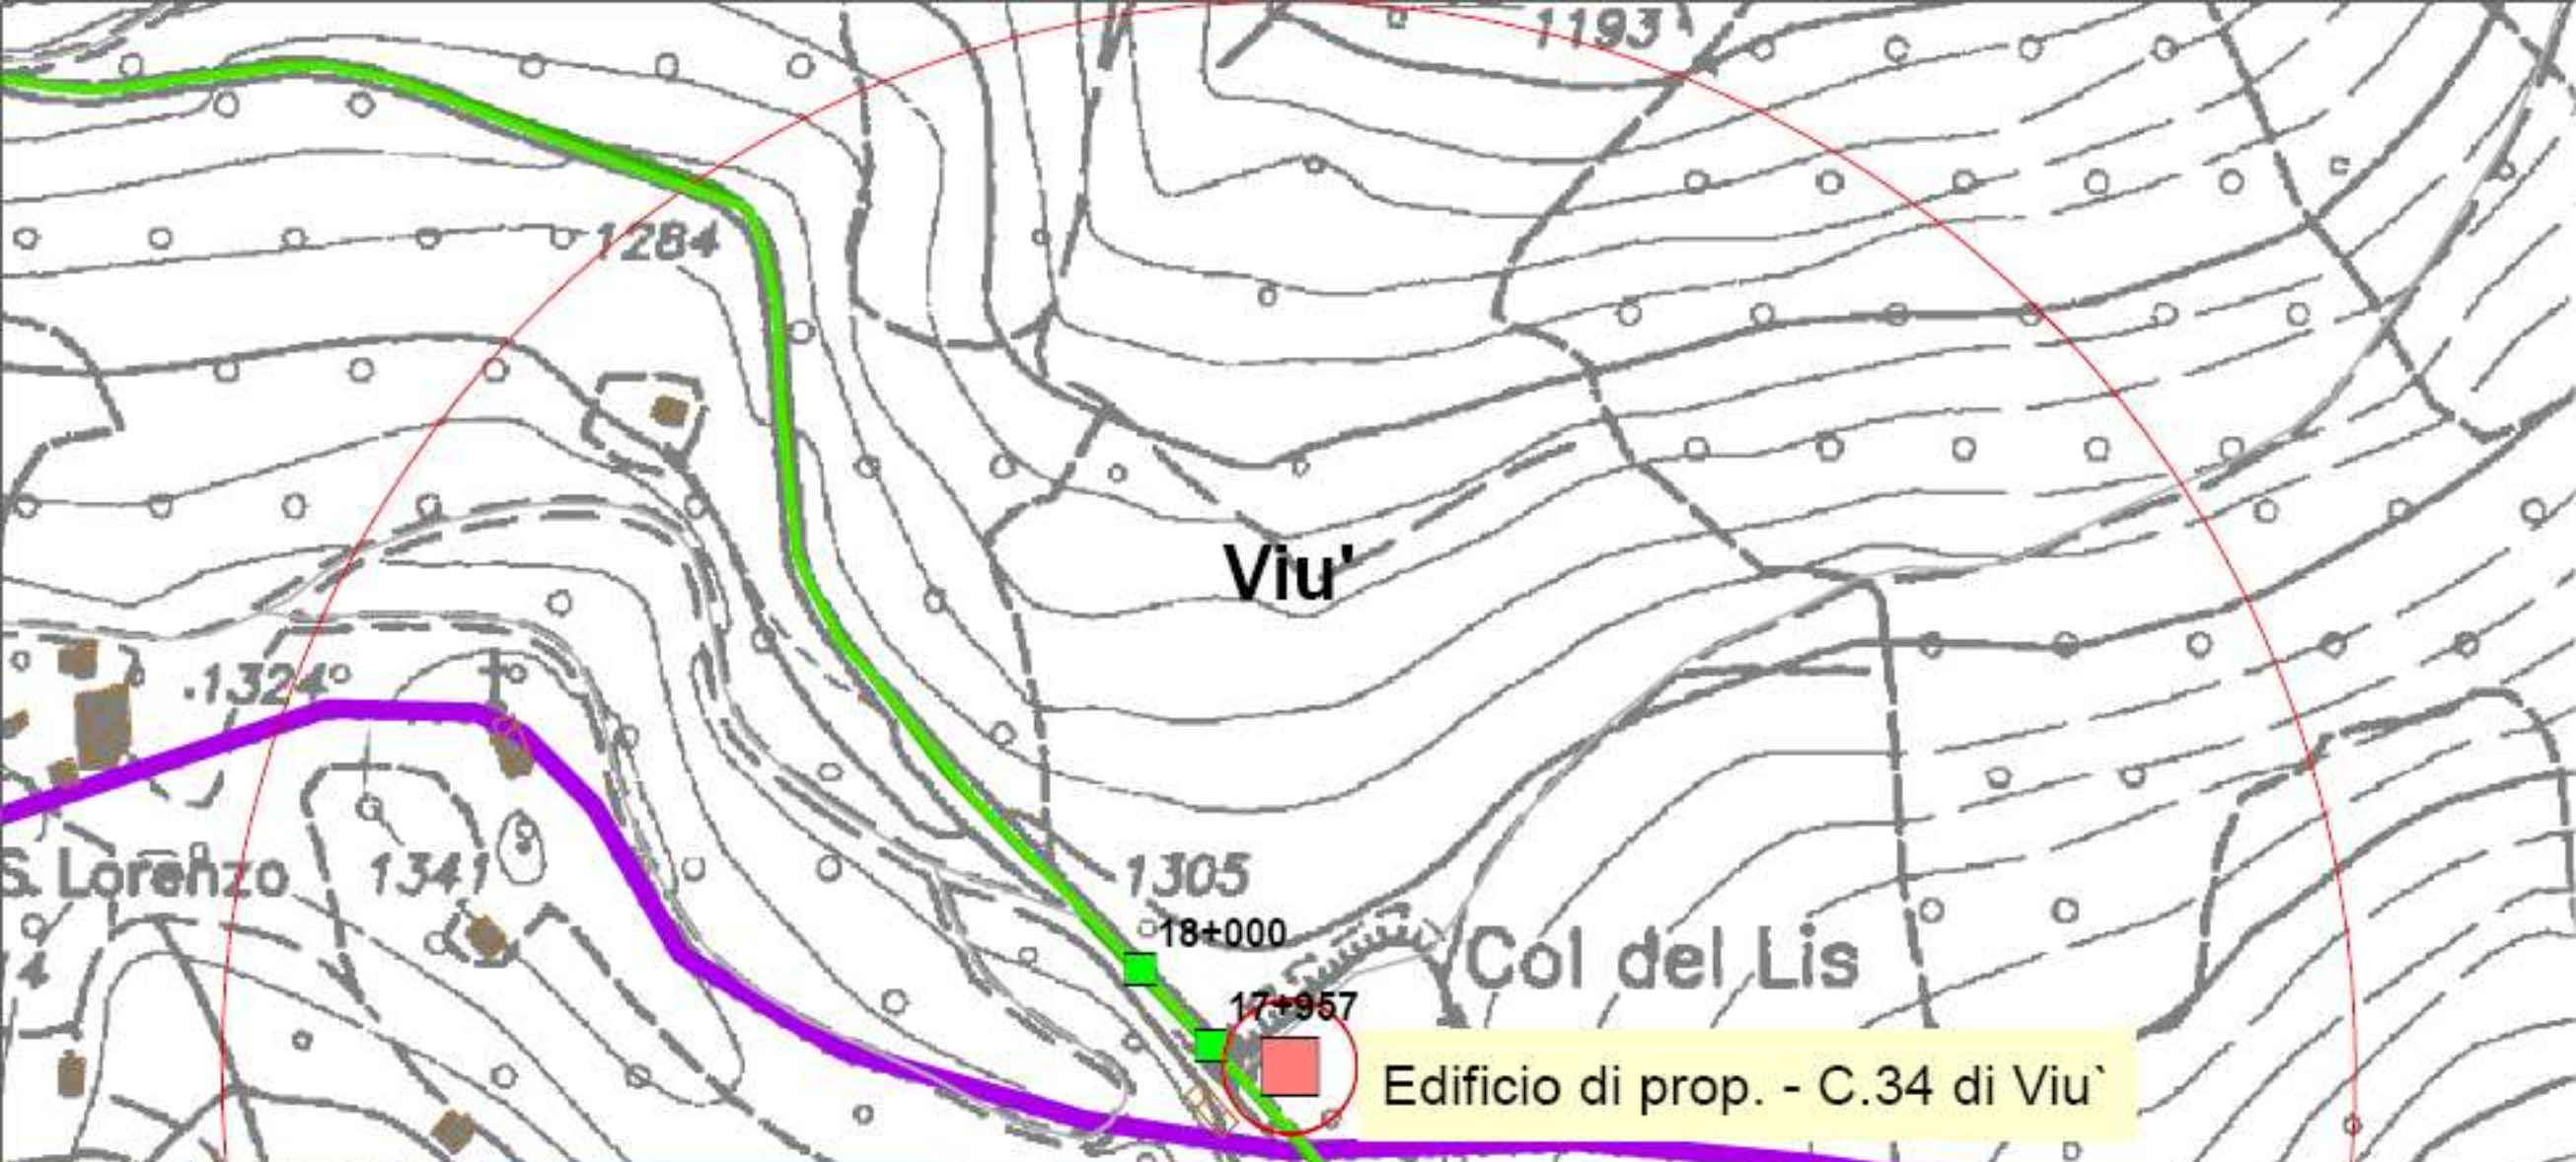 1193
1284
Viu'
.1324
S. Lorenzo
1341
1305
18+000
Col del Lis
4
17+957
Edificio di prop. - C.34 di Viu`